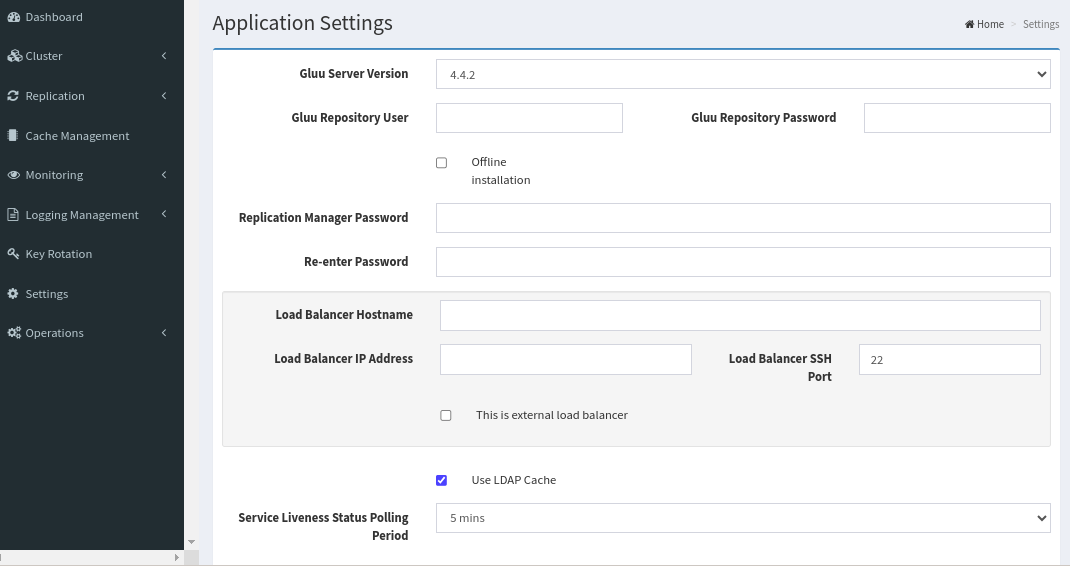 Dashboard
Cluster
Replication
Cache Management
Monitoring
Logging Management
Key Rotation
Settings
Operations
Application Settings
Home > Settings
Gluu Server Version
4.4.2
Gluu Repository User
Gluu Repository Password
Offline
installation
Replication Manager Password
Re-enter Password
Load Balancer Hostname
Load Balancer IP Address
Load Balancer SSH
Port
22
This is external load balancer
Use LDAP Cache
Service Liveness Status Polling
Period
5 mins